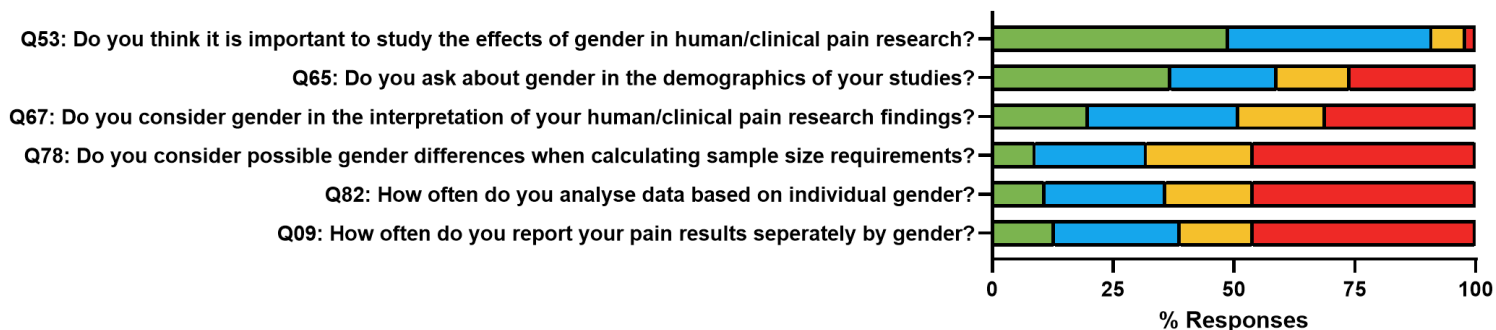 Q53: Do you think it is important to study the effects of gender in human/clinical pain research?
Q65: Do you ask about gender in the demographics of your studies?
Q67: Do you consider gender in the interpretation of your human/clinical pain research findings?
Q78: Do you consider possible gender differences when calculating sample size requirements?
Q82: How often do you analyse data based on individual gender?
Q09: How often do you report your pain results seperately by gender?
0 25 50 75 100
% Responses